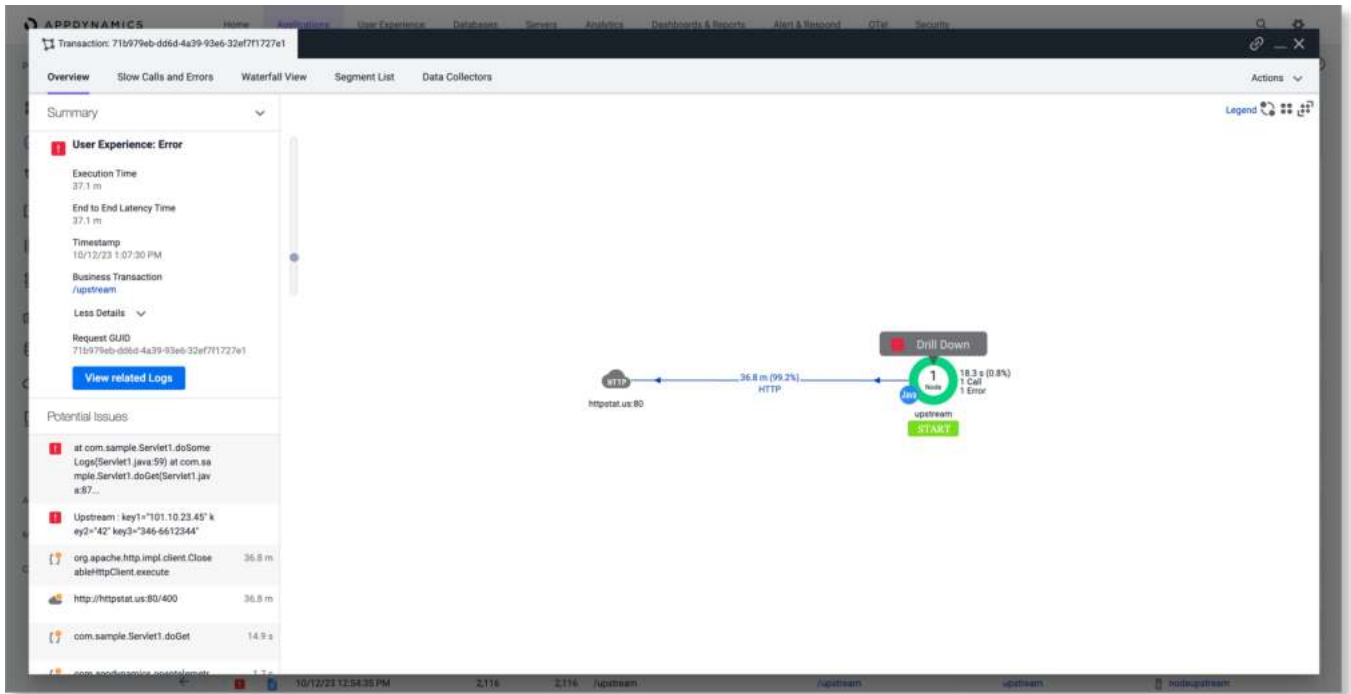 APPDYNAMICS Home Applications User Experience Databases Servers Analytics Dashboards & Reports Alert & Respond OTel Security
Transaction: 71b979eb-dd6d-4a39-93e6-32ef7f1727e1
Overview Slow Calls and Errors Waterfall View Segment List Data Collectors Actions
Summary
Legend
! User Experience: Error
Execution Time
37.1 m
End to End Latency Time
37.1 m
Timestamp
10/12/23 1:07:30 PM
Business Transaction
/upstream
Less Details
Request GUID
71b979eb-dd6d-4a39-93e6-32ef7f1727e1
View related Logs
Potential Issues
! at com.sample.Servlet1.doSome
Logs(Servlet1.java:59) at com.sa
mple.Servlet1.doGet(Servlet1.jav
a:87...
! Upstream : key1="101.10.23.45" k
ey2="42" key3="346-6612344"
org.apache.http.impl.client.Close
ableHttpClient.execute
36.8 m
http://httpstat.us:80/400 36.8 m
com.sample.Servlet1.doGet 14.9 s
Drill Down
HTTP
httpstat.us:80
36.8 m (99.2%)
HTTP
1
Node
Java
18.3 s (0.8%)
1 Call
1 Error
upstream
START
10/12/23 12:54:35 PM 2,116 2,116 /upstream /upstream upstream nodeupstream